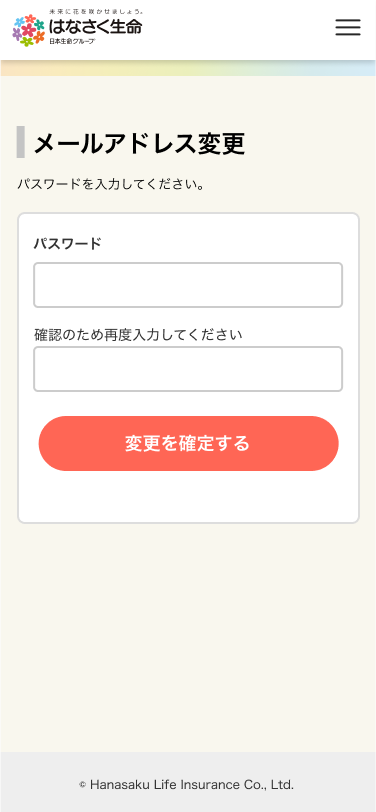 未来に花を咲かせましょう。
はなさく生命
日本生命グループ
メールアドレス変更
パスワードを入力してください。
パスワード
確認のため再度入力してください
変更を確定する
© Hanasaku Life Insurance Co., Ltd.